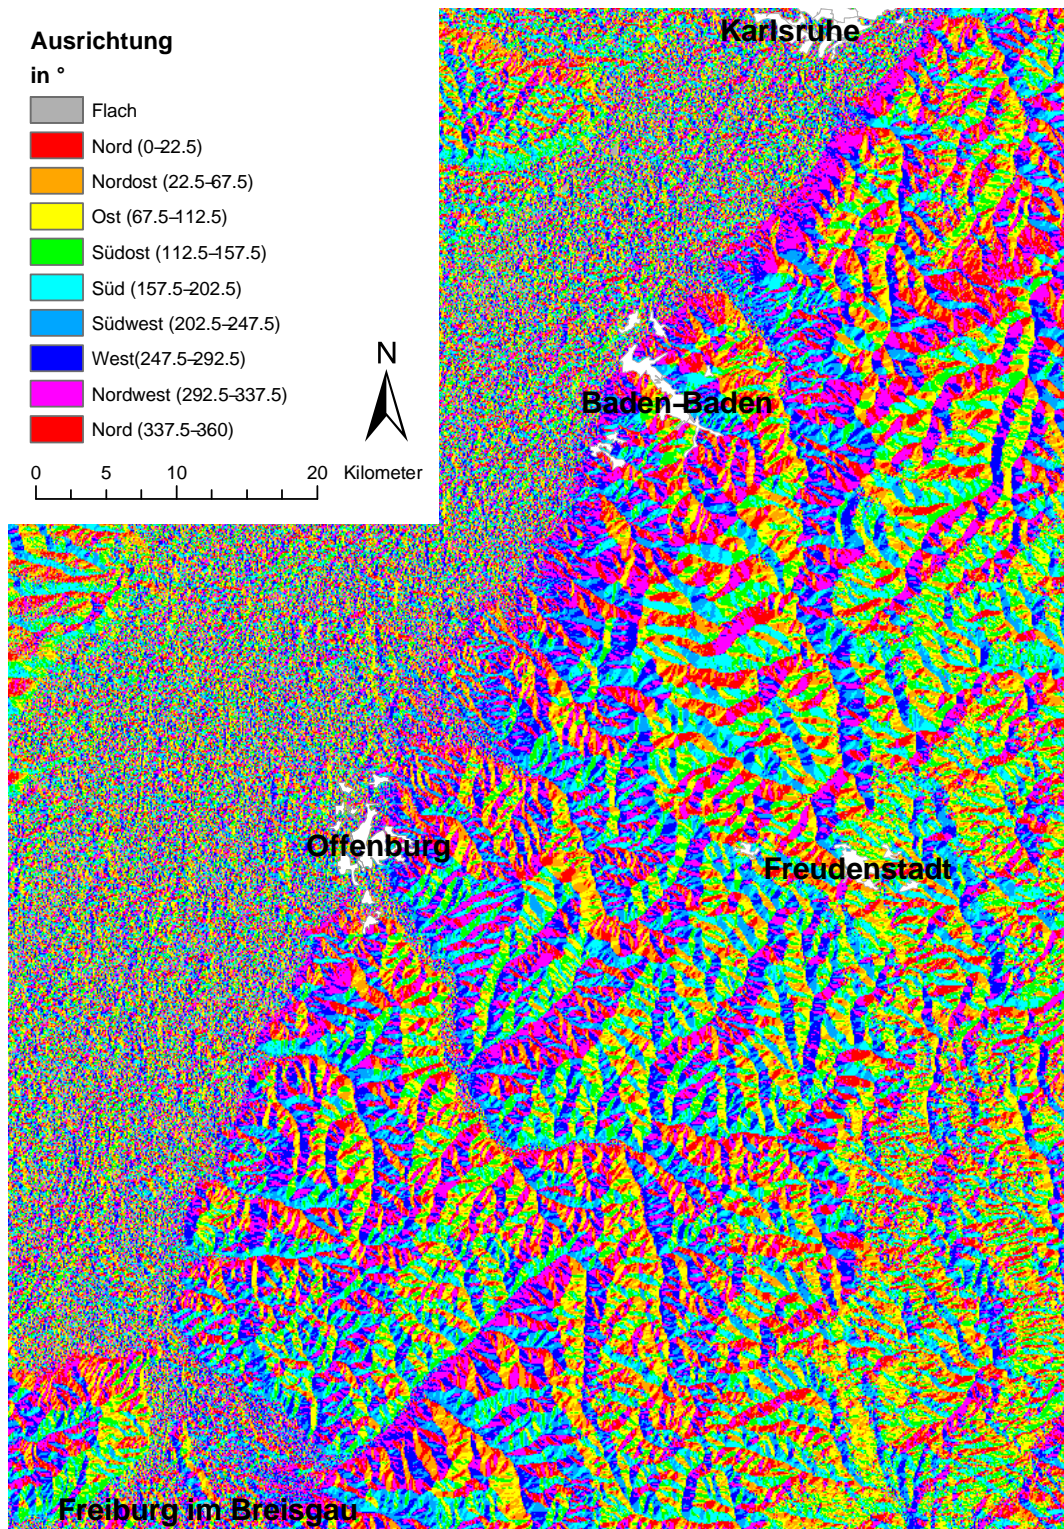 Ausrichtung
in °
Flach
Nord (0–22.5)
Nordost (22.5–67.5)
Ost (67.5–112.5)
Südost (112.5–157.5)
Süd (157.5–202.5)
Südwest (202.5–247.5)
West(247.5–292.5)
Nordwest (292.5–337.5)
Nord (337.5–360)
N
0 5 10 20 Kilometer
Karlsruhe
Baden-Baden
Offenburg
Freudenstadt
Freiburg im Breisgau